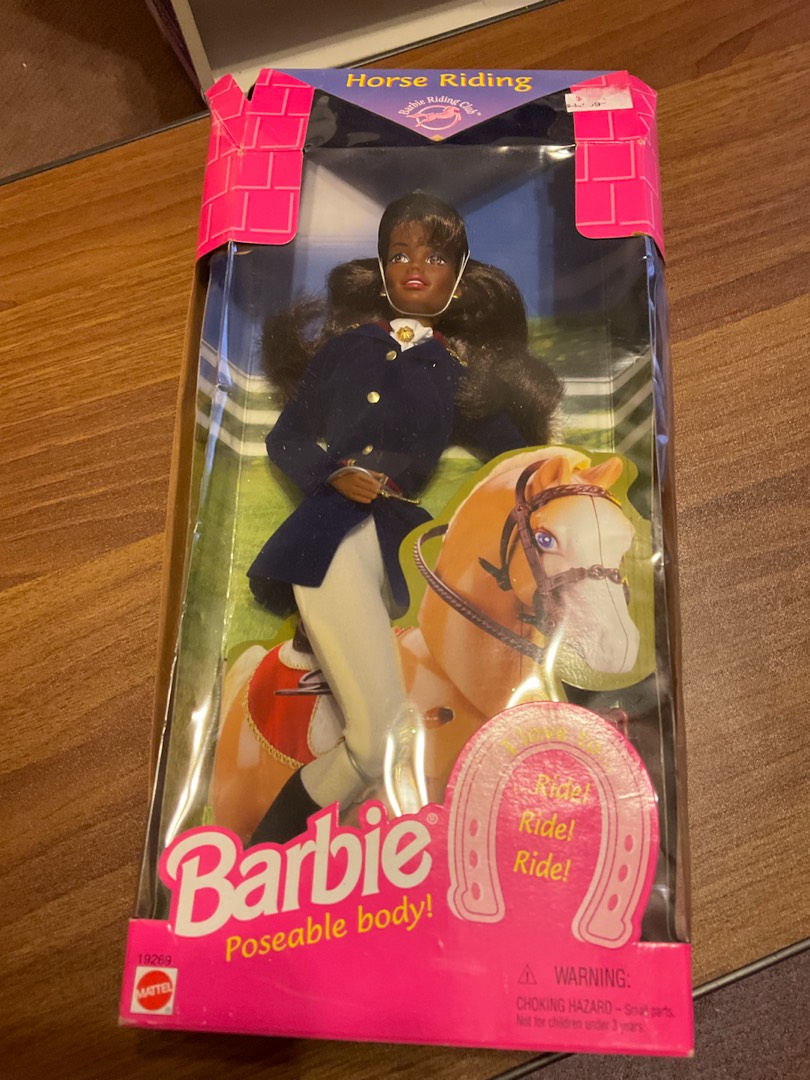 Horse Riding
Barbie Riding Club™
Ride!
Ride!
Ride!
Barbie®
Poseable body!
19269
MATTEL
WARNING:
CHOKING HAZARD – Small parts.
Not for children under 3 years.